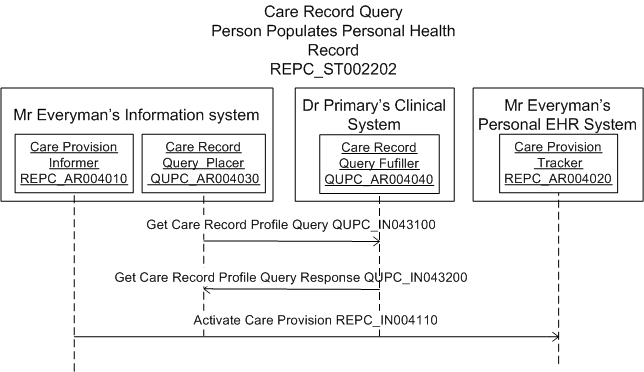 Care Record Query
Person Populates Personal Health
Record
REPC_ST002202
Mr Everyman's Information system
Care Provision
Informer
REPC_AR004010
Care Record
Query Placer
QUPC_AR004030
Dr Primary's Clinical
System
Care Record
Query Fufiller
QUPC_AR004040
Mr Everyman's
Personal EHR System
Care Provision
Tracker
REPC_AR004020
Get Care Record Profile Query QUPC_IN043100
Get Care Record Profile Query Response QUPC_IN043200
Activate Care Provision REPC_IN004110